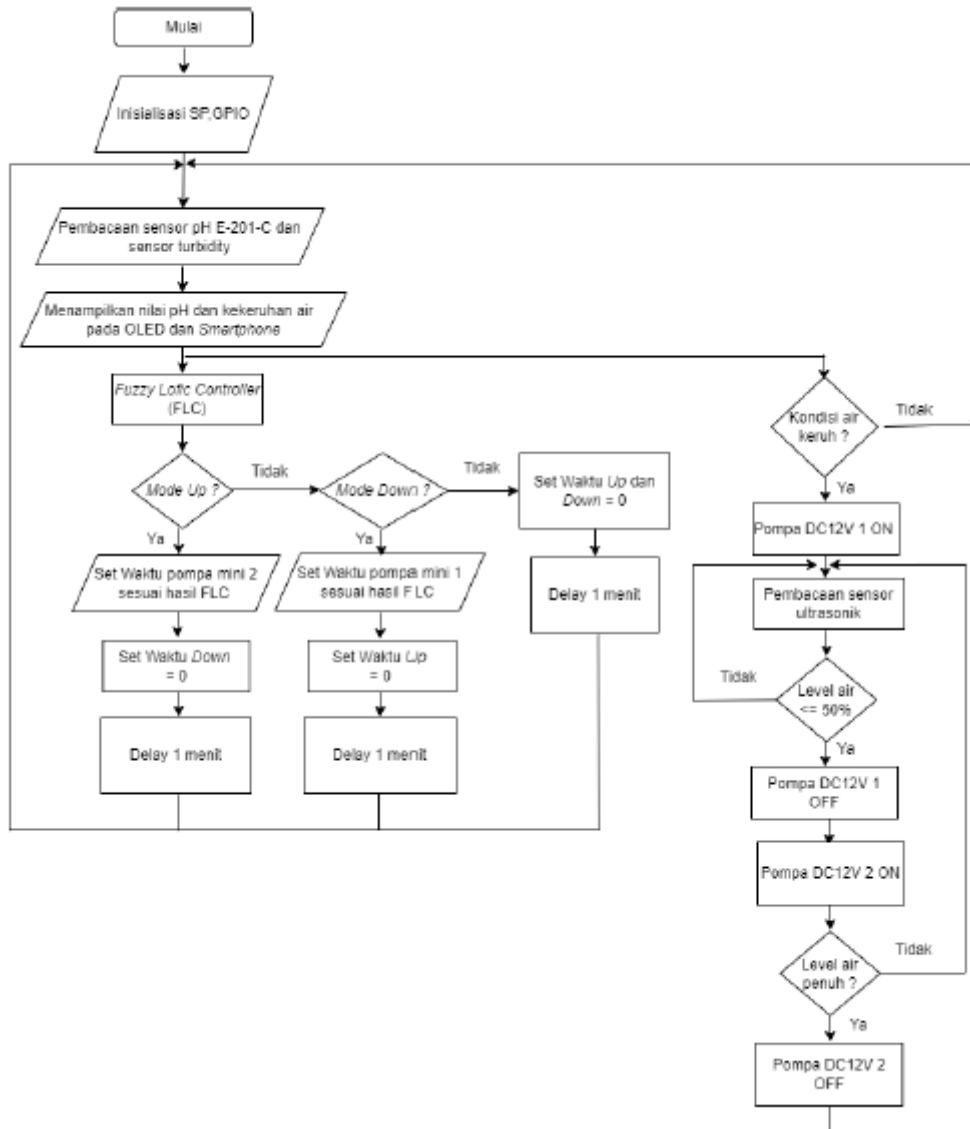 Mulai
Inisialisasi SP,GPIO
Pembacaan sensor pH E-201-C dan
sensor turbidity
Menampilkan nilai pH dan kekeruhan air
pada OLED dan Smartphone
Fuzzy Lofic Controller
(FLC)
Mode Up ?
Tidak
Ya
Mode Down ?
Tidak
Ya
Set Waktu Up dan
Down = 0
Delay 1 menit
Set Waktu pompa mini 2
sesuai hasil FLC
Set Waktu Down
= 0
Delay 1 menit
Set Waktu pompa mini 1
sesuai hasil FLC
Set Waktu Up
= 0
Delay 1 menit
Kondisi air
keruh ?
Tidak
Ya
Pompa DC12V 1 ON
Pembacaan sensor
ultrasonik
Tidak
Level air
<= 50%
Ya
Pompa DC12V 1
OFF
Pompa DC12V 2 ON
Level air
penuh ?
Tidak
Ya
Pompa DC12V 2
OFF